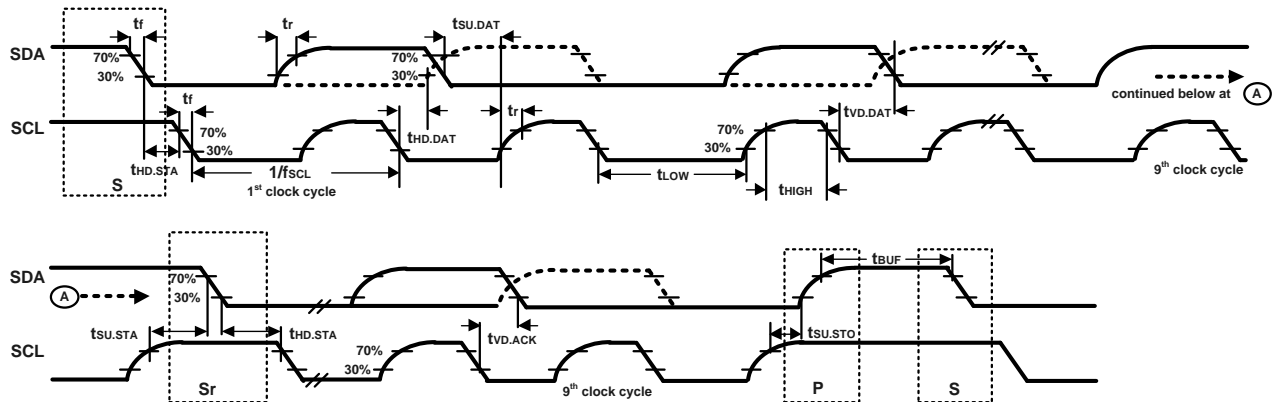 tf tr tSU.DAT
SDA 70% 30% 70% 30%
continued below at A
tf tHD.DAT tr tVD.DAT
SCL 70% 30% 70% 30% 70% 30%
tHD.STA 1/fSCL tLOW tHIGH
S 1st clock cycle 9th clock cycle
tBUF
SDA 70% 30%
A
tSU.STA tHD.STA tVD.ACK tSU.STO
SCL 70% 30%
Sr 9th clock cycle P S